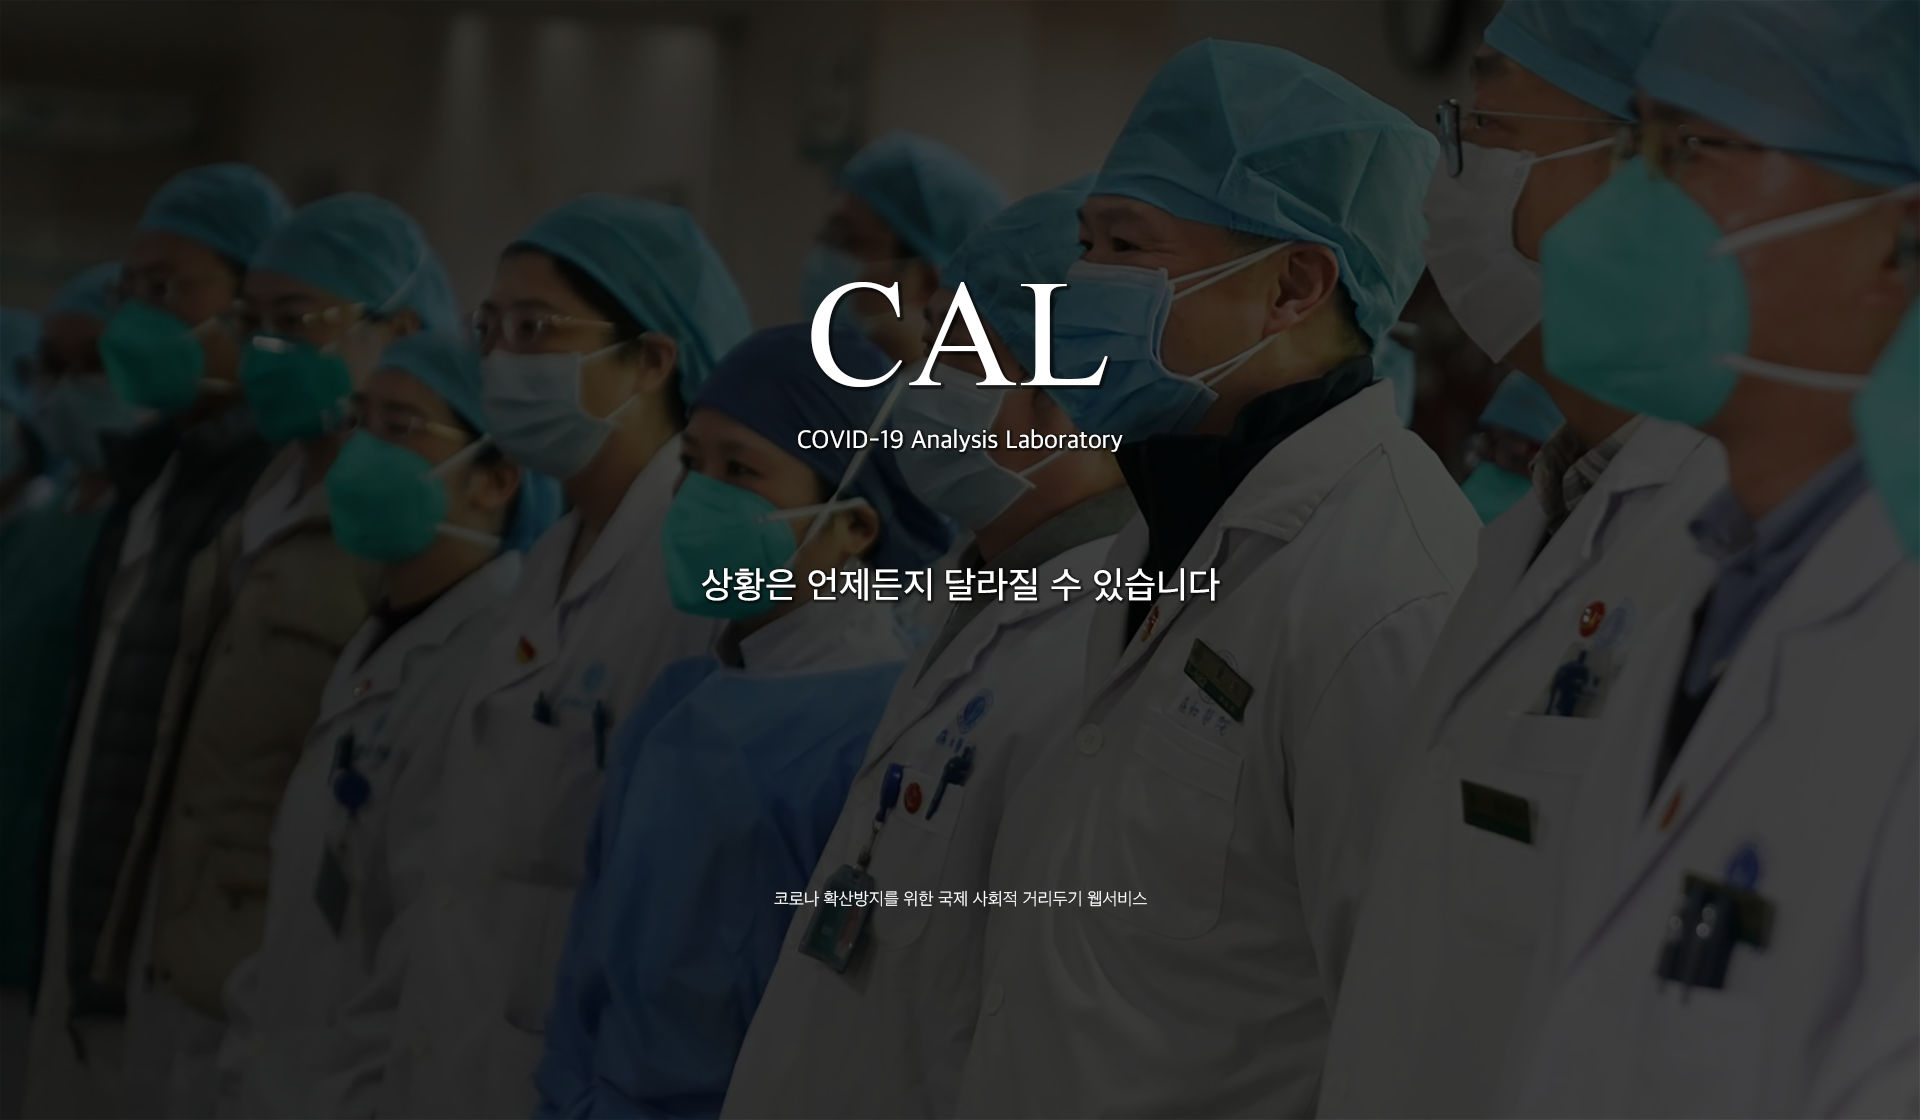 CAL
COVID-19 Analysis Laboratory
상황은 언제든지 달라질 수 있습니다
코로나 확산방지를 위한 국제 사회적 거리두기 웹서비스